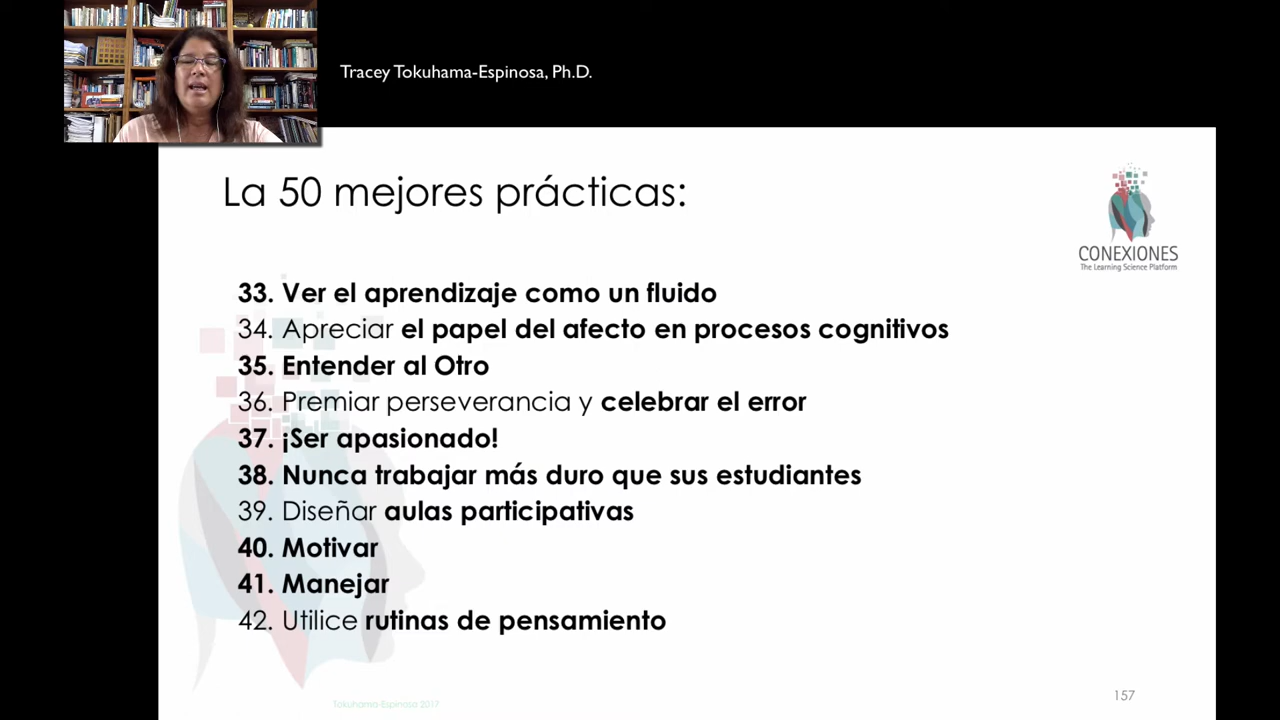 Tracey Tokuhama-Espinosa, Ph.D.
La 50 mejores prácticas:
CONEXIONES
The Learning Science Platform
33. Ver el aprendizaje como un fluido
34. Apreciar el papel del afecto en procesos cognitivos
35. Entender al Otro
36. Premiar perseverancia y celebrar el error
37. ¡Ser apasionado!
38. Nunca trabajar más duro que sus estudiantes
39. Diseñar aulas participativas
40. Motivar
41. Manejar
42. Utilice rutinas de pensamiento
Tokuhama-Espinosa 2017
157